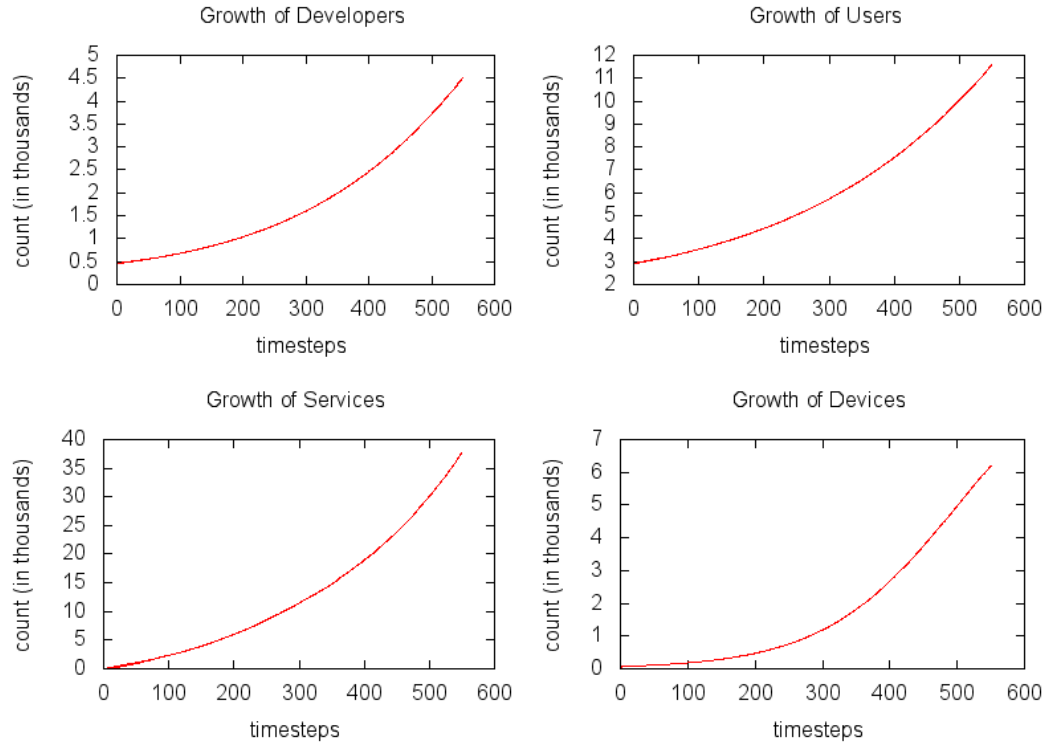 Growth of Developers
count (in thousands)
5
4.5
4
3.5
3
2.5
2
1.5
1
0.5
0
0 100 200 300 400 500 600
timesteps
Growth of Users
count (in thousands)
12
11
10
9
8
7
6
5
4
3
2
0 100 200 300 400 500 600
timesteps
Growth of Services
count (in thousands)
40
35
30
25
20
15
10
5
0
0 100 200 300 400 500 600
timesteps
Growth of Devices
count (in thousands)
7
6
5
4
3
2
1
0
0 100 200 300 400 500 600
timesteps